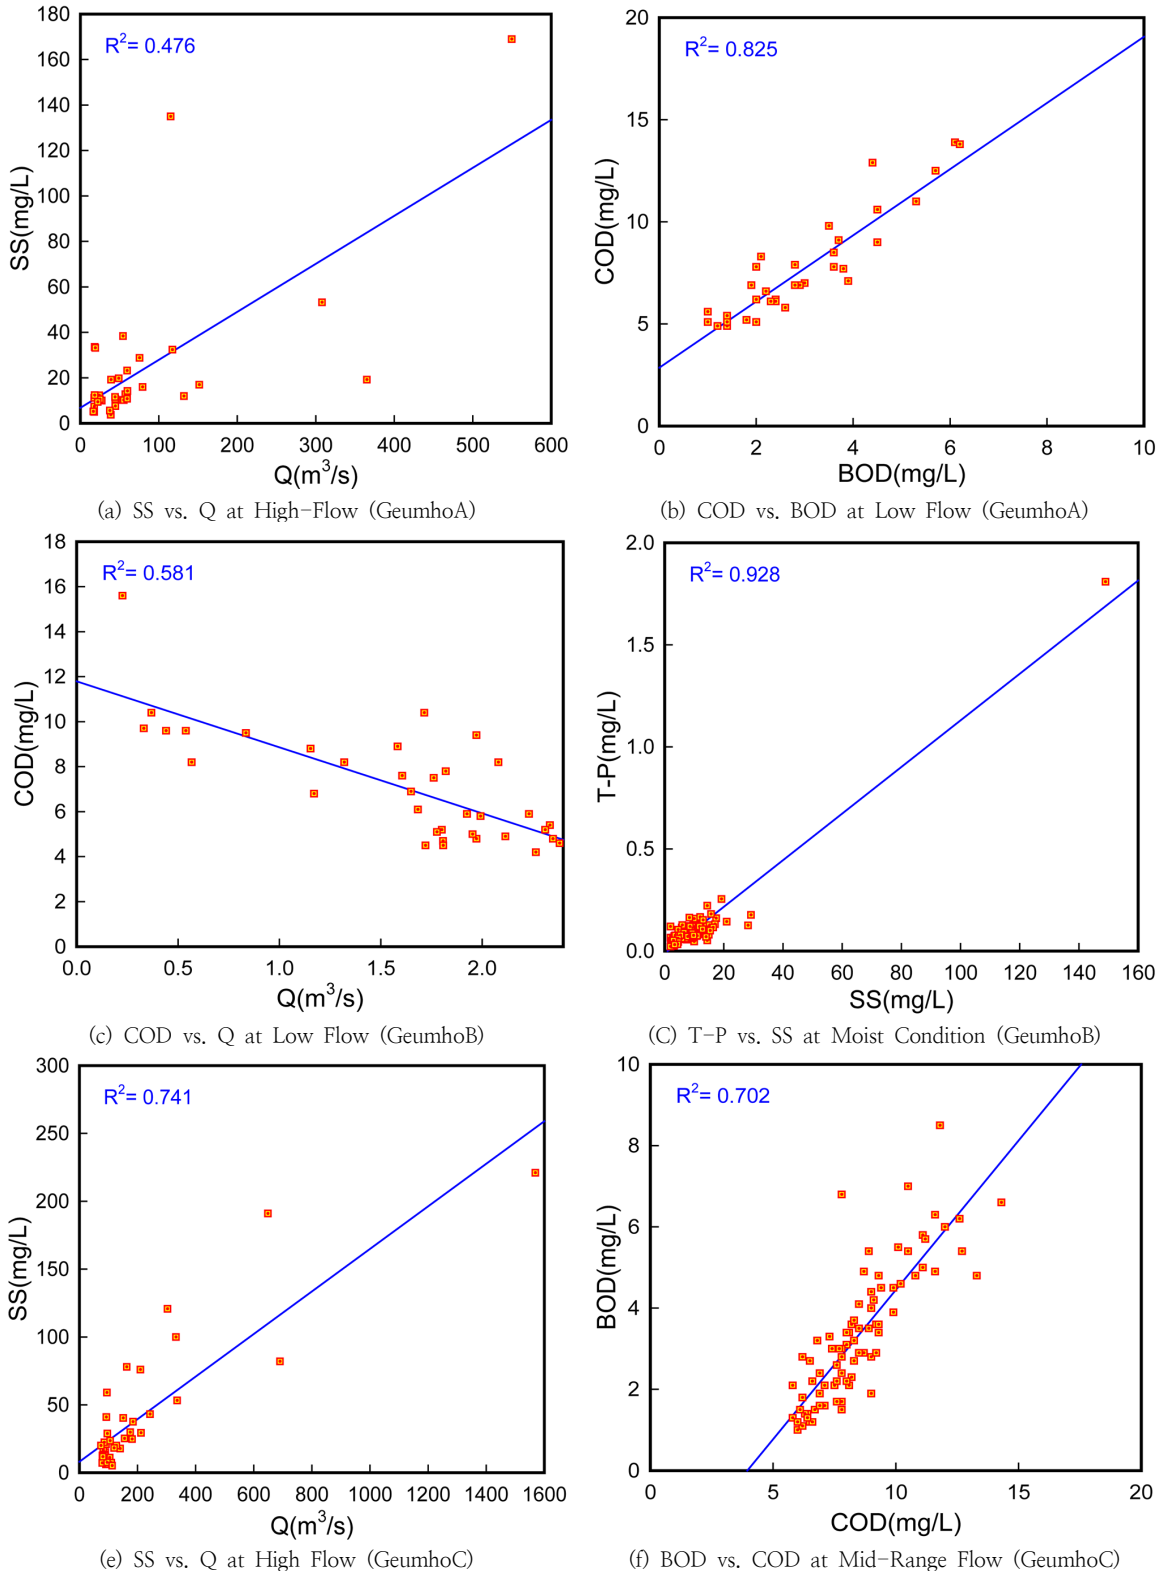 180
160
140
120
100
80
60
40
20
0
SS(mg/L)
R²= 0.476
0 100 200 300 400 500 600
Q(m³/s)
(a) SS vs. Q at High-Flow (GeumhoA)
20
15
10
5
0
COD(mg/L)
R²= 0.825
0 2 4 6 8 10
BOD(mg/L)
(b) COD vs. BOD at Low Flow (GeumhoA)
18
16
14
12
10
8
6
4
2
0
COD(mg/L)
R²= 0.581
0.0 0.5 1.0 1.5 2.0
Q(m³/s)
(c) COD vs. Q at Low Flow (GeumhoB)
2.0
1.5
1.0
0.5
0.0
T-P(mg/L)
R²= 0.928
0 20 40 60 80 100 120 140 160
SS(mg/L)
(C) T-P vs. SS at Moist Condition (GeumhoB)
300
250
200
150
100
50
0
SS(mg/L)
R²= 0.741
0 200 400 600 800 1000 1200 1400 1600
Q(m³/s)
(e) SS vs. Q at High Flow (GeumhoC)
10
8
6
4
2
0
BOD(mg/L)
R²= 0.702
0 5 10 15 20
COD(mg/L)
(f) BOD vs. COD at Mid-Range Flow (GeumhoC)